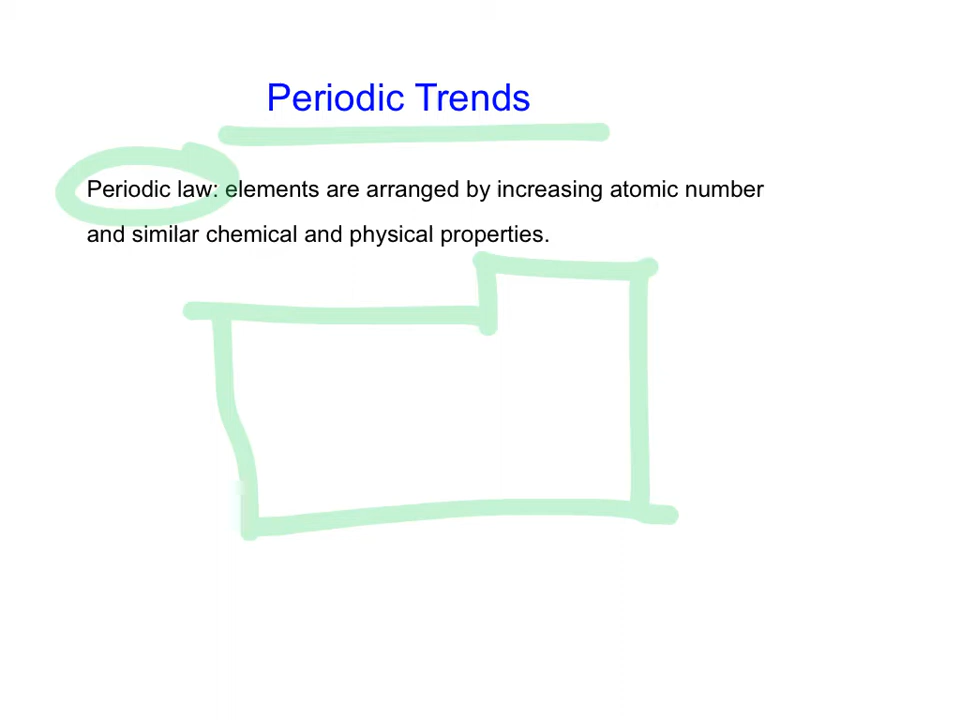 Periodic Trends
Periodic law: elements are arranged by increasing atomic number
and similar chemical and physical properties.